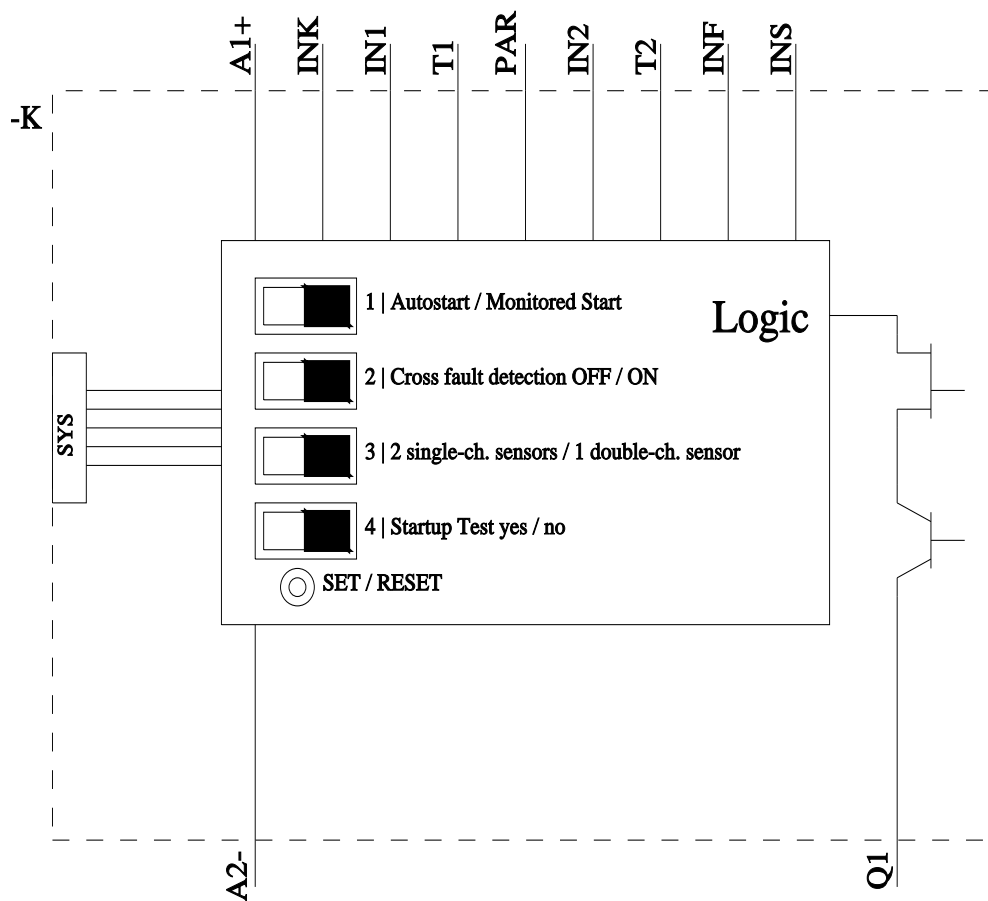 A1+
INK
IN1
T1
PAR
IN2
T2
INF
INS
-K
1 | Autostart / Monitored Start
Logic
2 | Cross fault detection OFF / ON
SYS
3 | 2 single-ch. sensors / 1 double-ch. sensor
4 | Startup Test yes / no
SET / RESET
A2-
Q1